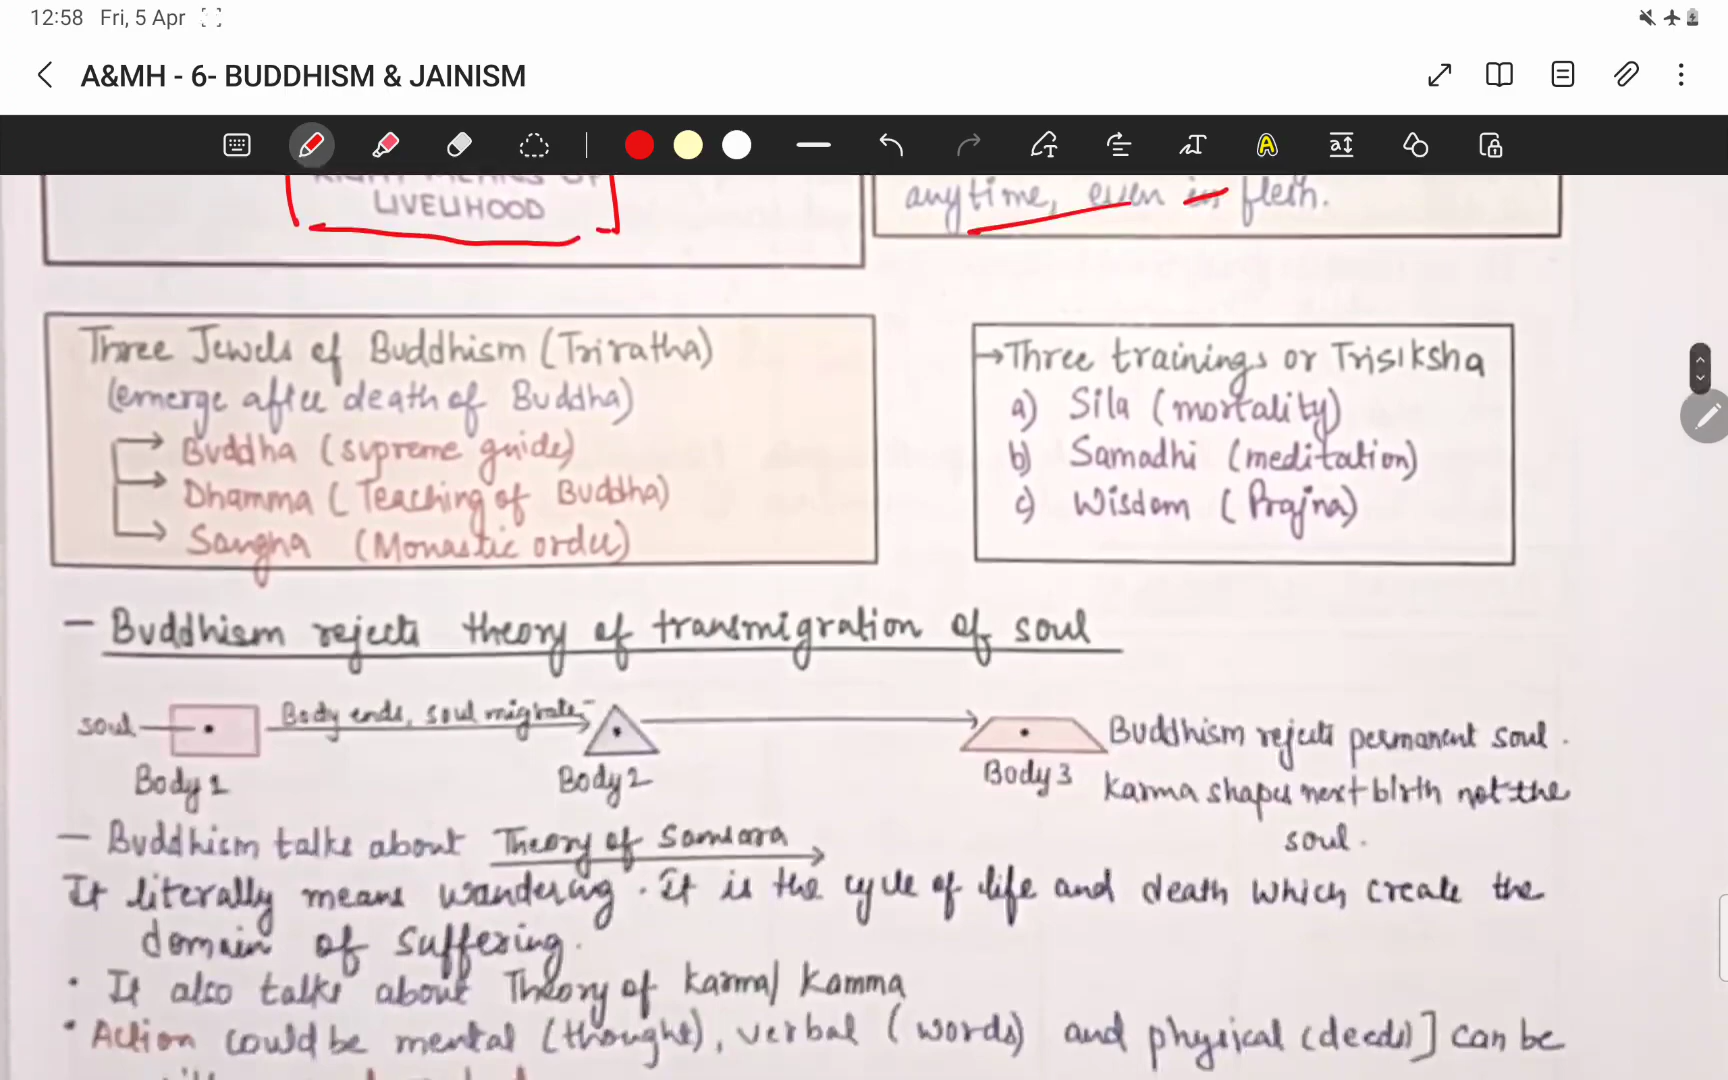 12:58 Fri, 5 Apr
A&MH - 6- BUDDHISM & JAINISM
RIGHT MEANS OF
LIVELIHOOD
anytime, even in flesh.
Three Jewels of Buddhism (Triratha)
(emerge after death of Buddha)
Buddha (supreme guide)
Dhamma (Teaching of Buddha)
Sangha (Monastic order)
→Three trainings or Trisiksha
a) Sila (mortality)
b) Samadhi (meditation)
c) Wisdom (Prajna)
- Buddhism rejects theory of transmigration of soul
soul
Body ends, soul migrate
Body 1
Body 2
Body 3
Buddhism rejects permanent soul.
Karma shapes next birth not the
soul.
- Buddhism talks about Theory of Samsara
It literally means wandering. It is the cycle of life and death which create the
domain of suffering.
• It also talks about Theory of Karma/ Kamma
• Action could be mental (thought), verbal (words) and physical (deeds)] can be